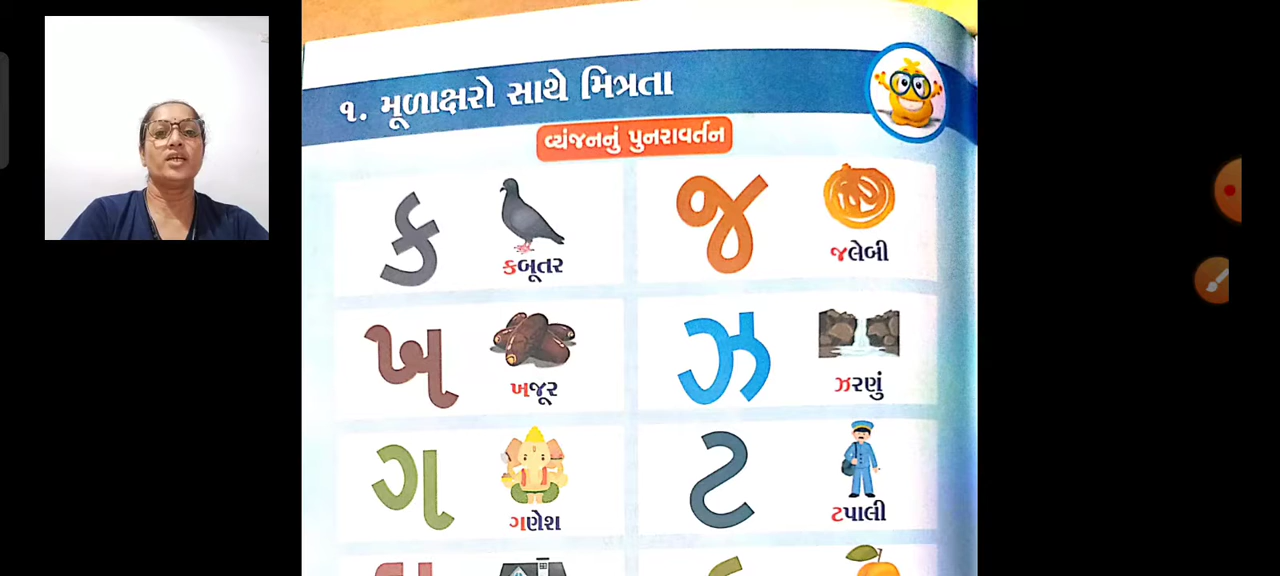 ૧. મૂળાક્ષરો સાથે મિત્રતા
વ્યંજનનું પુનરાવર્તન
ક
કબૂતર
જ
જલેબી
ખ
ખજૂર
ઝ
ઝરણું
ગ
ગણેશ
ટ
ટપાલી